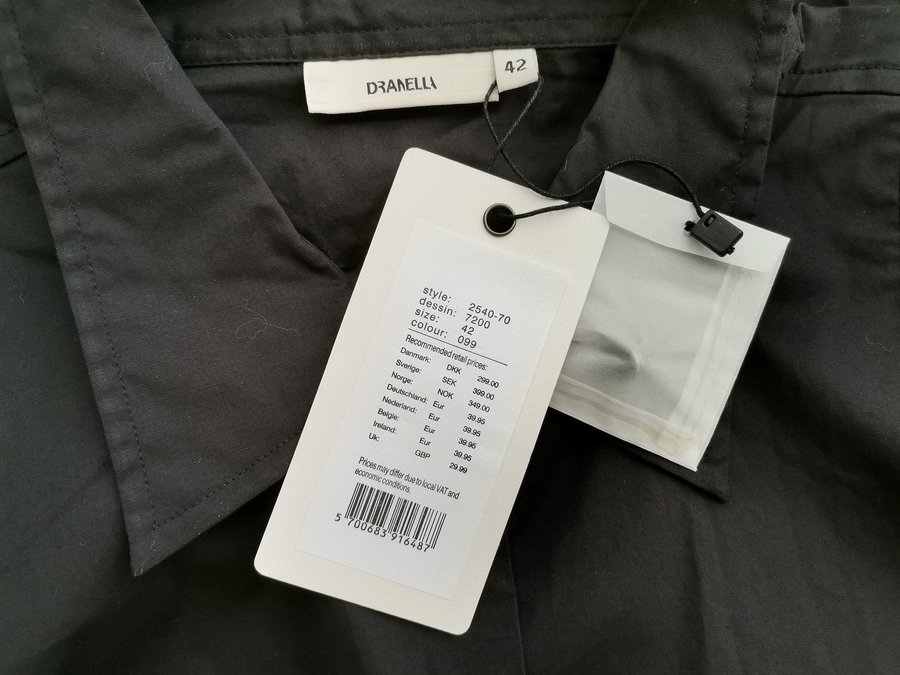 DRANELLA
42
style: 2540-70
dessin: 7200
size: 42
colour: 099
Recommended retail prices:
Danmark: DKK 299.00
Sverige: SEK 399.00
Norge: NOK 349.00
Deutschland: Eur 39.95
Nederland: Eur 39.95
Belgie: Eur 39.95
Ireland: Eur 39.95
Uk: GBP 29.99
Prices may differ due to local VAT and
economic conditions.
5 700683 916487